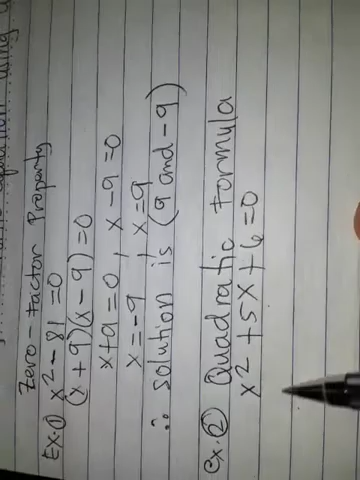 Zero-Factor Property
Ex.① x² - 81 = 0
(x + 9)(x - 9) = 0
x + 9 = 0 , x - 9 = 0
x = -9 , x = 9
∴ solution is (9 and -9)
Ex.② Quadratic Formula
x² + 5x + 6 = 0